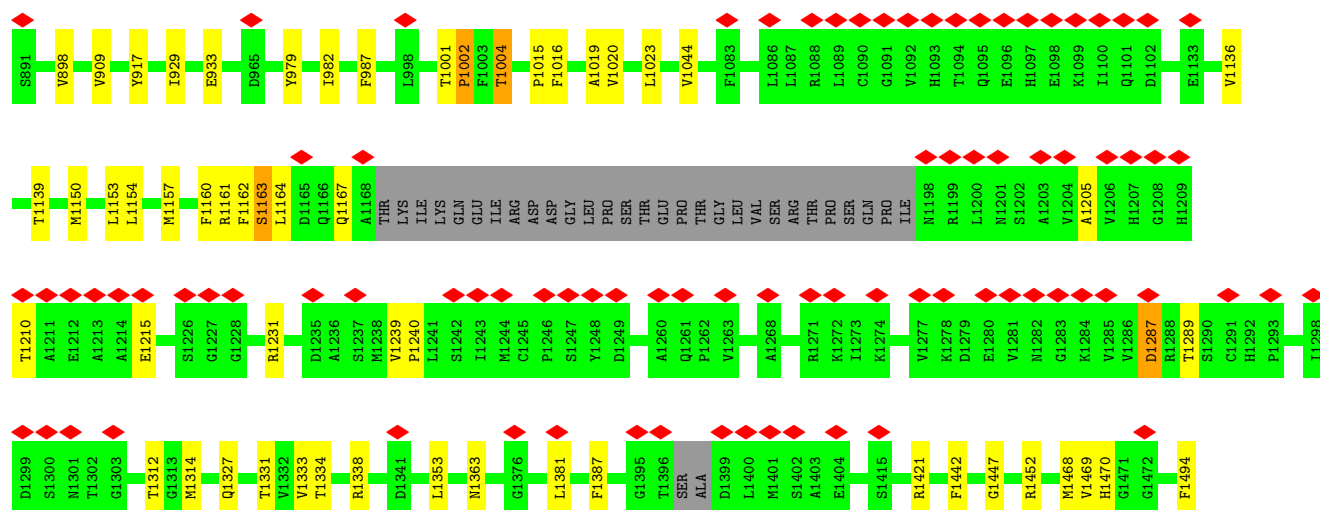 S891 V898 V909 Y917 I929 E933 D965 Y979 I982 F987 L998 T1001 P1002 F1003 T1004 P1015 F1016 A1019 V1020 L1023 V1044 F1083 L1086 L1087 R1088 L1089 C1090 G1091 V1092 H1093 T1094 Q1095 E1096 H1097 E1098 K1099 I1100 Q1101 D1102 E1133 V1136
T1139 M1150 L1153 L1154 M1157 F1160 R1161 F1162 S1163 L1164 D1165 Q1166 Q1167 A1168 THR LYS ILE LYS GLN GLU ILE ARG ASP ASP GLY LEU PRO SER THR GLU PRO THR GLY LEU VAL SER ARG THR PRO SER GLN PRO ILE N1198 R1199 L1200 N1201 S1202 A1203 V1204 A1205 V1206 H1207 G1208 H1209
T1210 A1211 E1212 A1213 A1214 E1215 S1226 G1227 G1228 R1231 D1235 A1236 S1237 M1238 V1239 P1240 L1241 S1242 I1243 M1244 C1245 P1246 S1247 Y1248 D1249 A1260 Q1261 P1262 V1263 A1268 R1271 K1272 I1273 K1274 V1277 K1278 D1279 E1280 V1281 N1282 G1283 K1284 V1285 V1286 D1287 R1288 T1289 S1290 C1291 H1292 P1293 I1298
D1299 S1300 N1301 T1302 G1303 T1312 G1313 M1314 Q1327 T1331 V1332 V1333 T1334 R1338 D1341 L1353 N1363 G1376 L1381 F1387 G1395 T1396 SER ALA D1399 L1400 M1401 S1402 A1403 E1404 S1415 R1421 F1442 G1447 R1452 M1468 V1469 H1470 G1471 G1472 F1494